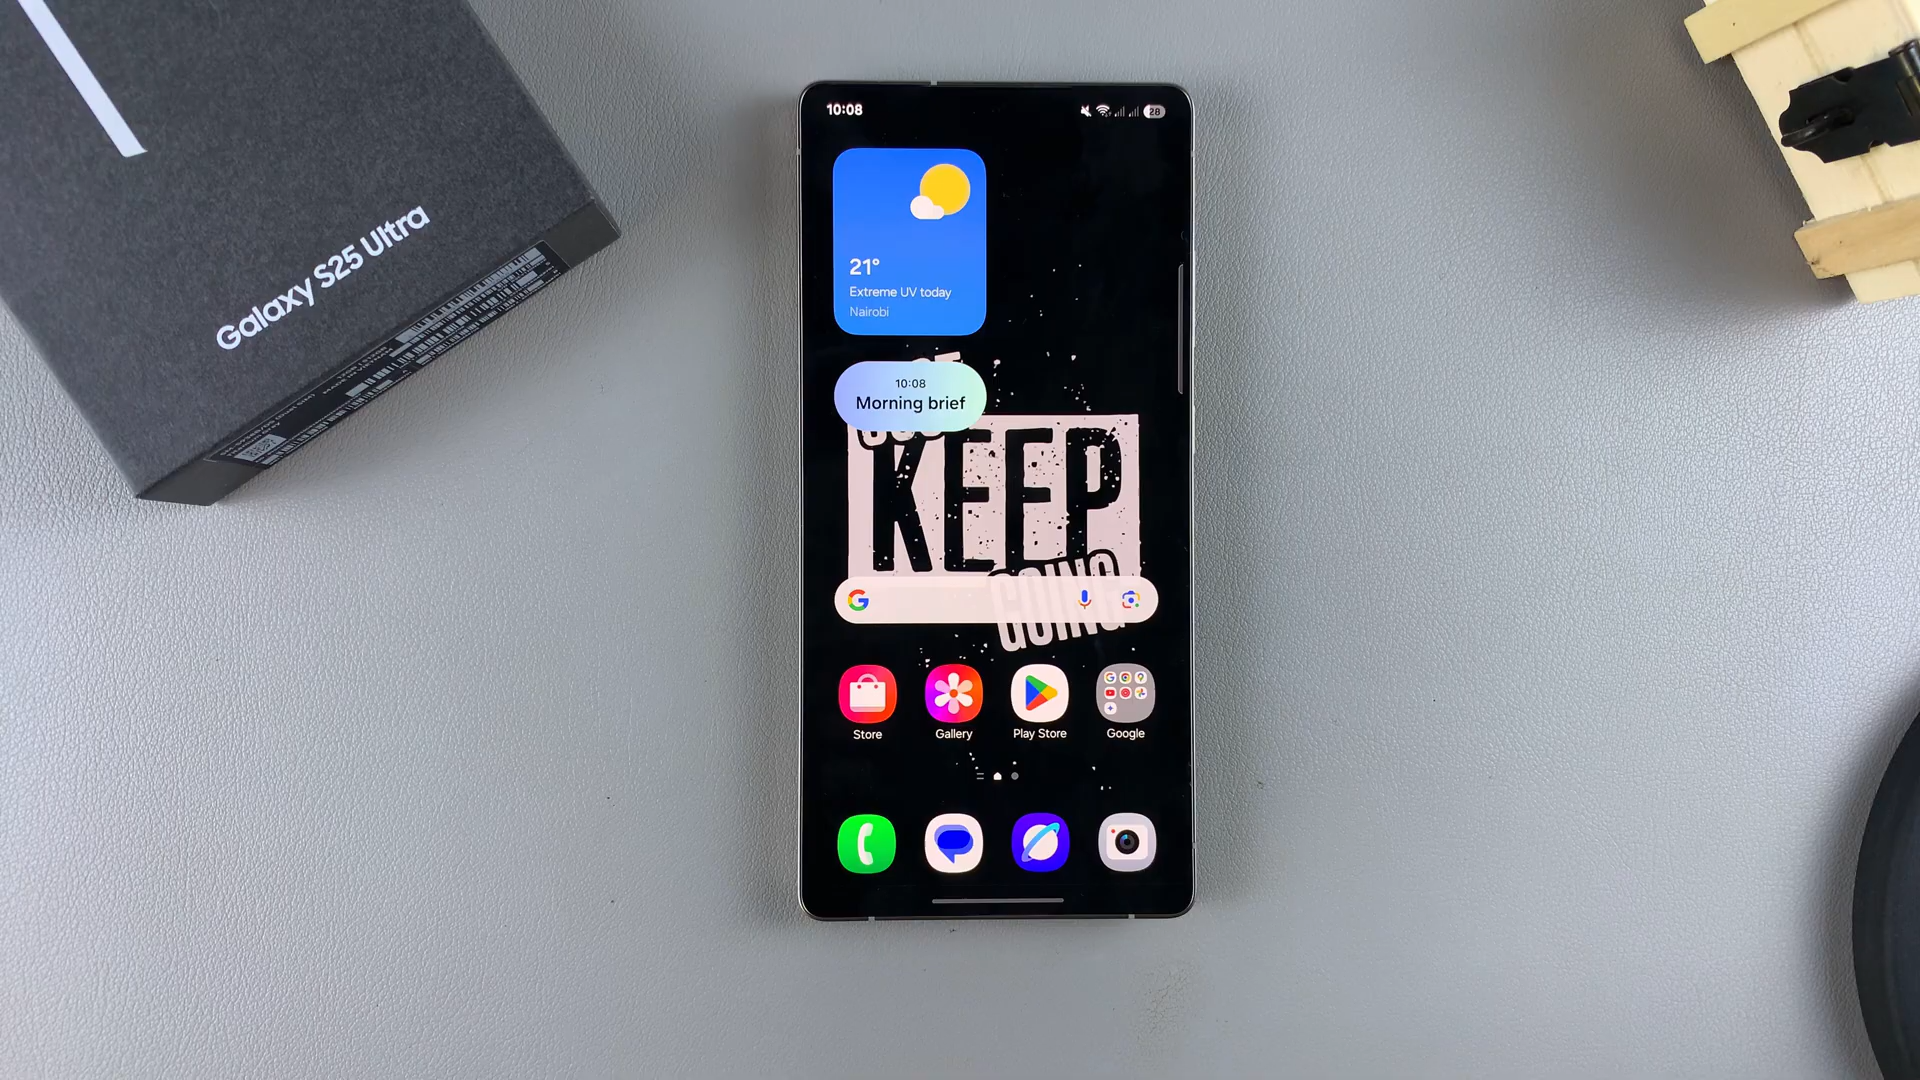 Galaxy S25 Ultra
10:08
28
21°
Extreme UV today
Nairobi
10:08
Morning brief
KEEP
GOING
Store
Gallery
Play Store
Google